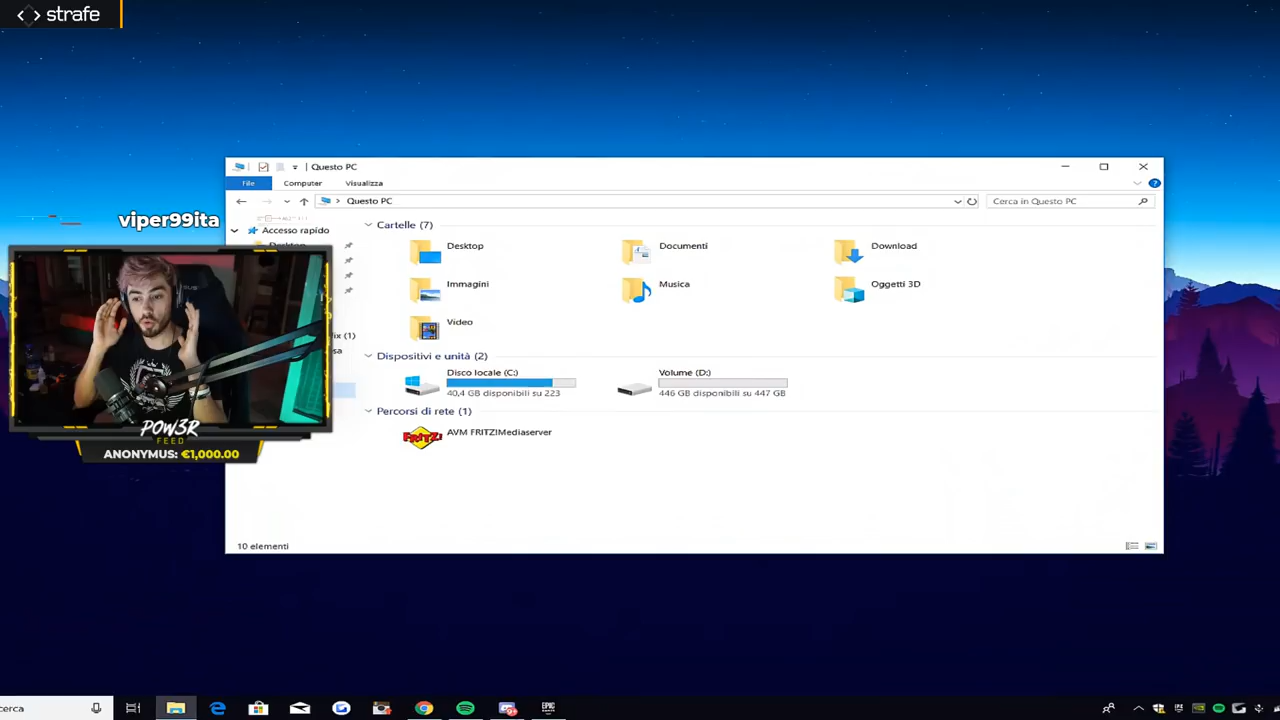 strafe
Questo PC
File Computer Visualizza
Questo PC
Cerca in Questo PC
viper99ita
Accesso rapido
Cartelle (7)
Desktop
Documenti
Download
Immagini
Musica
Oggetti 3D
Video
Dispositivi e unità (2)
Disco locale (C:)
40,4 GB disponibili su 223
Volume (D:)
446 GB disponibili su 447 GB
Percorsi di rete (1)
AVM FRITZ!Mediaserver
FRITZ!
POW3R
FEED
ANONYMUS: €1,000.00
10 elementi
cerca
EPIC